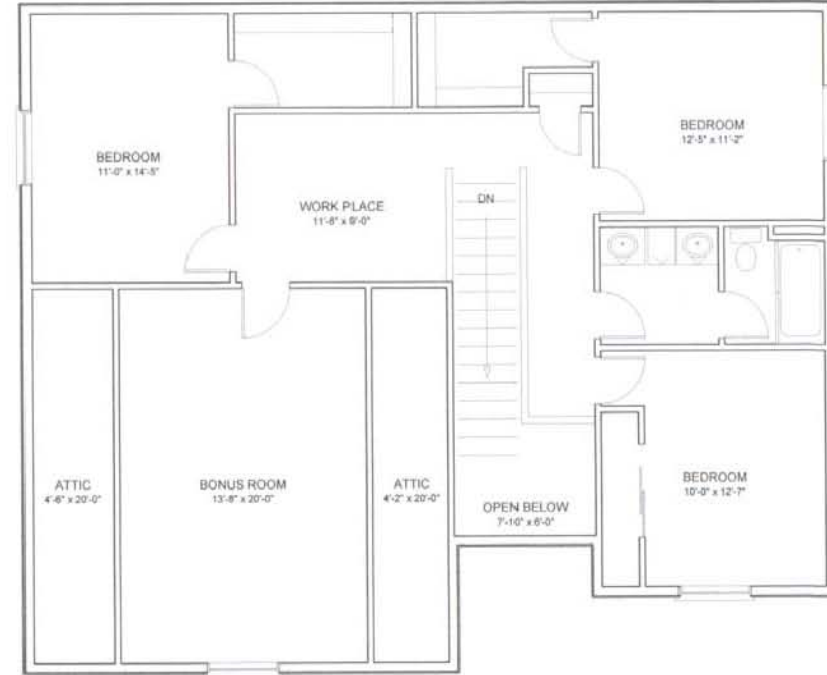 BEDROOM
11'-0" x 14'-5"
BEDROOM
12'-5" x 11'-2"
WORK PLACE
11'-8" x 9'-0"
DN
ATTIC
4'-6" x 20'-0"
BONUS ROOM
13'-8" x 20'-0"
ATTIC
4'-2" x 20'-0"
OPEN BELOW
7'-10" x 6'-0"
BEDROOM
10'-0" x 12'-7"